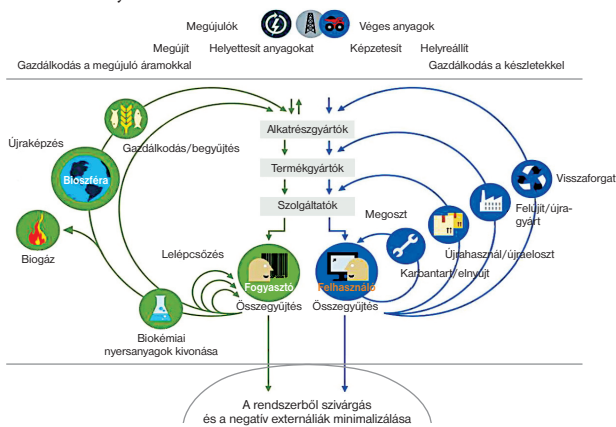 Megújulók
Véges anyagok
Megújít
Helyettesít anyagokat
Képzetesít
Helyreállít
Gazdálkodás a megújuló áramokkal
Gazdálkodás a készletekkel
Alkatrészgyártók
Újraképzés
Gazdálkodás/begyűjtés
Bioszféra
Termékgyártók
Visszaforgat
Felújít/újra-
gyárt
Szolgáltatók
Megoszt
Biogáz
Lelépcsőzés
Újrahasznál/újraeloszt
Karbantart/elnyújt
Fogyasztó
Felhasználó
Összegyűjtés
Összegyűjtés
Biokémiai
nyersanyagok kivonása
A rendszerből szivárgás
és a negatív externáliák minimalizálása